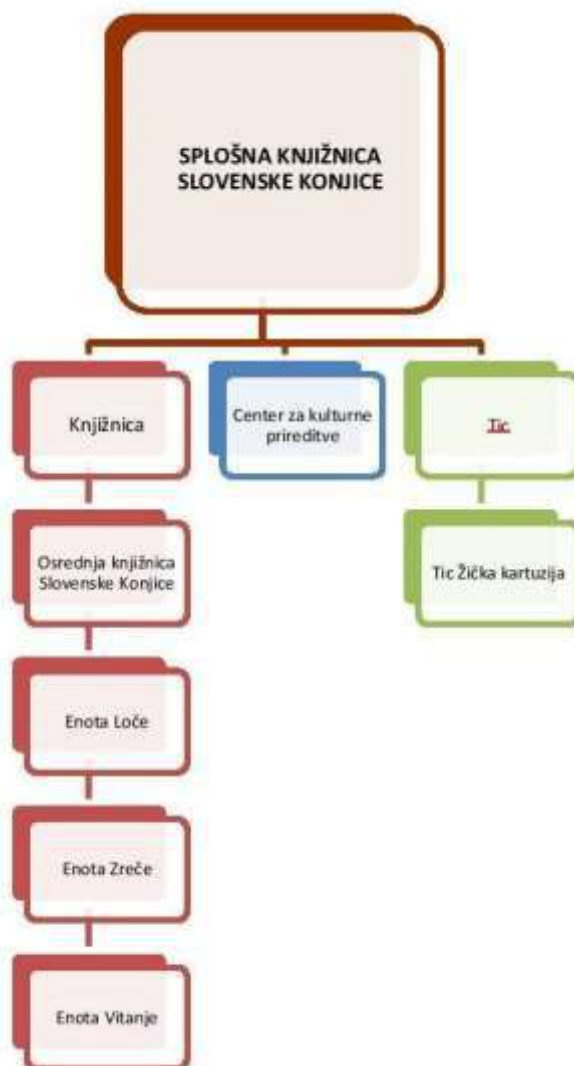 SPLOŠNA KNJIŽNICA
SLOVENSKE KONJICE
Knjižnica
Center za kulturne
prireditve
Tic
Osrednja knjižnica
Slovenske Konjice
Tic Žička kartuzija
Enota Loče
Enota Zreče
Enota Vitanje